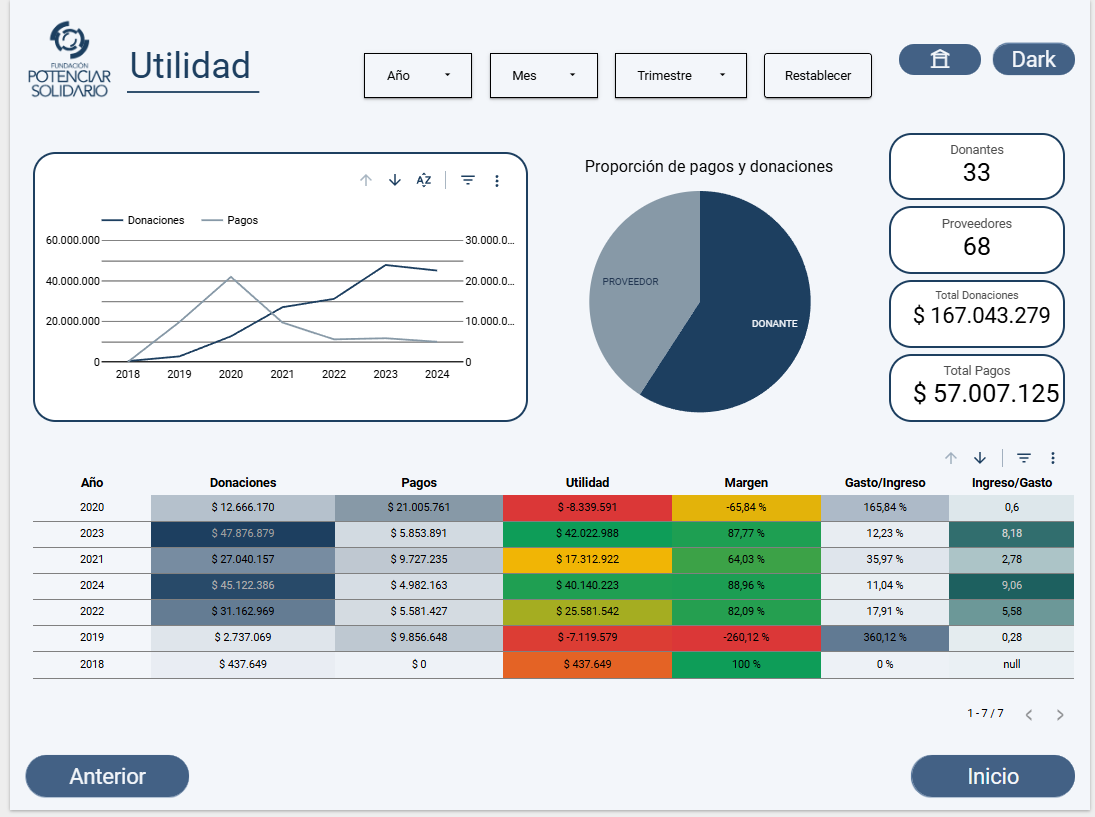 FUNDACIÓN
POTENCIAR
SOLIDARIO
Utilidad
Año
Mes
Trimestre
Restablecer
Dark
Donaciones Pagos
60.000.000
40.000.000
20.000.000
0
30.000.0...
20.000.0...
10.000.0...
0
2018 2019 2020 2021 2022 2023 2024
Proporción de pagos y donaciones
PROVEEDOR
DONANTE
Donantes
33
Proveedores
68
Total Donaciones
$ 167.043.279
Total Pagos
$ 57.007.125
Año Donaciones Pagos Utilidad Margen Gasto/Ingreso Ingreso/Gasto
2020 $ 12.666.170 $ 21.005.761 $ -8.339.591 -65,84 % 165,84 % 0,6
2023 $ 47.876.879 $ 5.853.891 $ 42.022.988 87,77 % 12,23 % 8,18
2021 $ 27.040.157 $ 9.727.235 $ 17.312.922 64,03 % 35,97 % 2,78
2024 $ 45.122.386 $ 4.982.163 $ 40.140.223 88,96 % 11,04 % 9,06
2022 $ 31.162.969 $ 5.581.427 $ 25.581.542 82,09 % 17,91 % 5,58
2019 $ 2.737.069 $ 9.856.648 $ -7.119.579 -260,12 % 360,12 % 0,28
2018 $ 437.649 $ 0 $ 437.649 100 % 0 % null
1 - 7 / 7
Anterior
Inicio